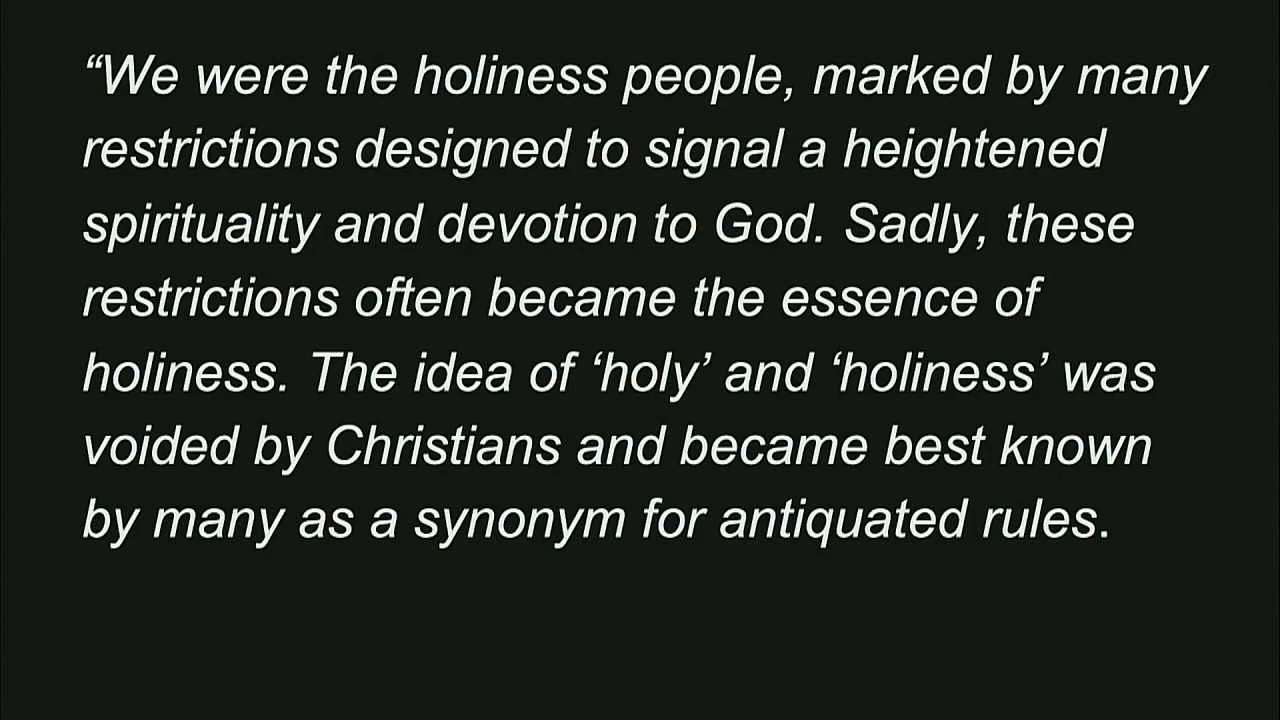 “We were the holiness people, marked by many
restrictions designed to signal a heightened
spirituality and devotion to God. Sadly, these
restrictions often became the essence of
holiness. The idea of ‘holy’ and ‘holiness’ was
voided by Christians and became best known
by many as a synonym for antiquated rules.